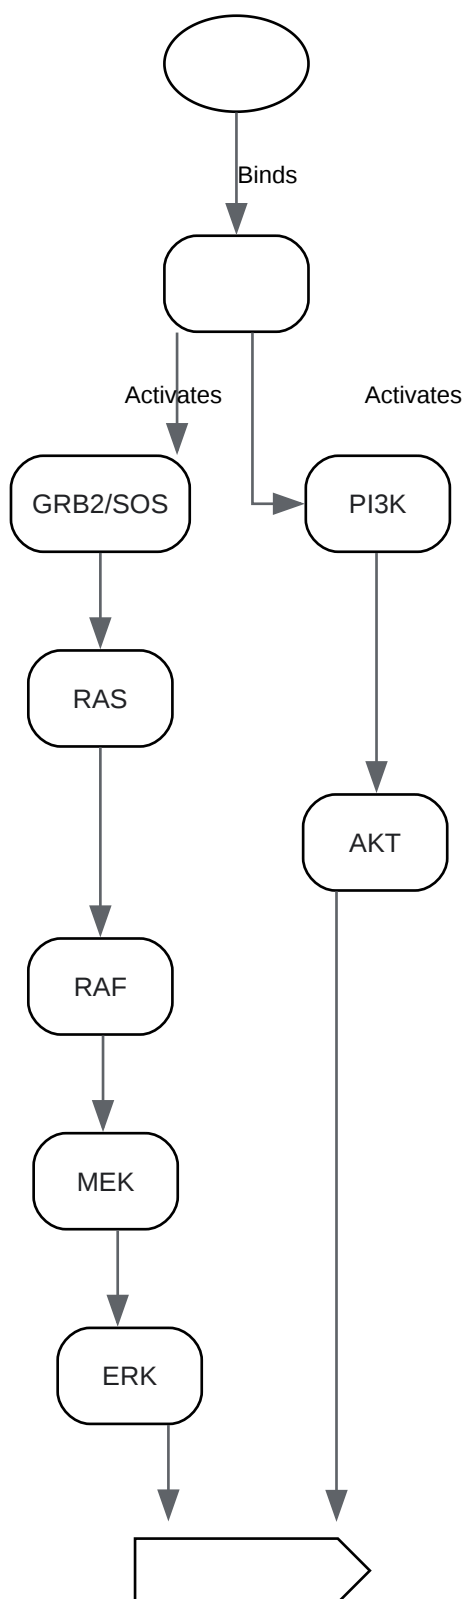 Binds
Activates
Activates
GRB2/SOS
PI3K
RAS
AKT
RAF
MEK
ERK